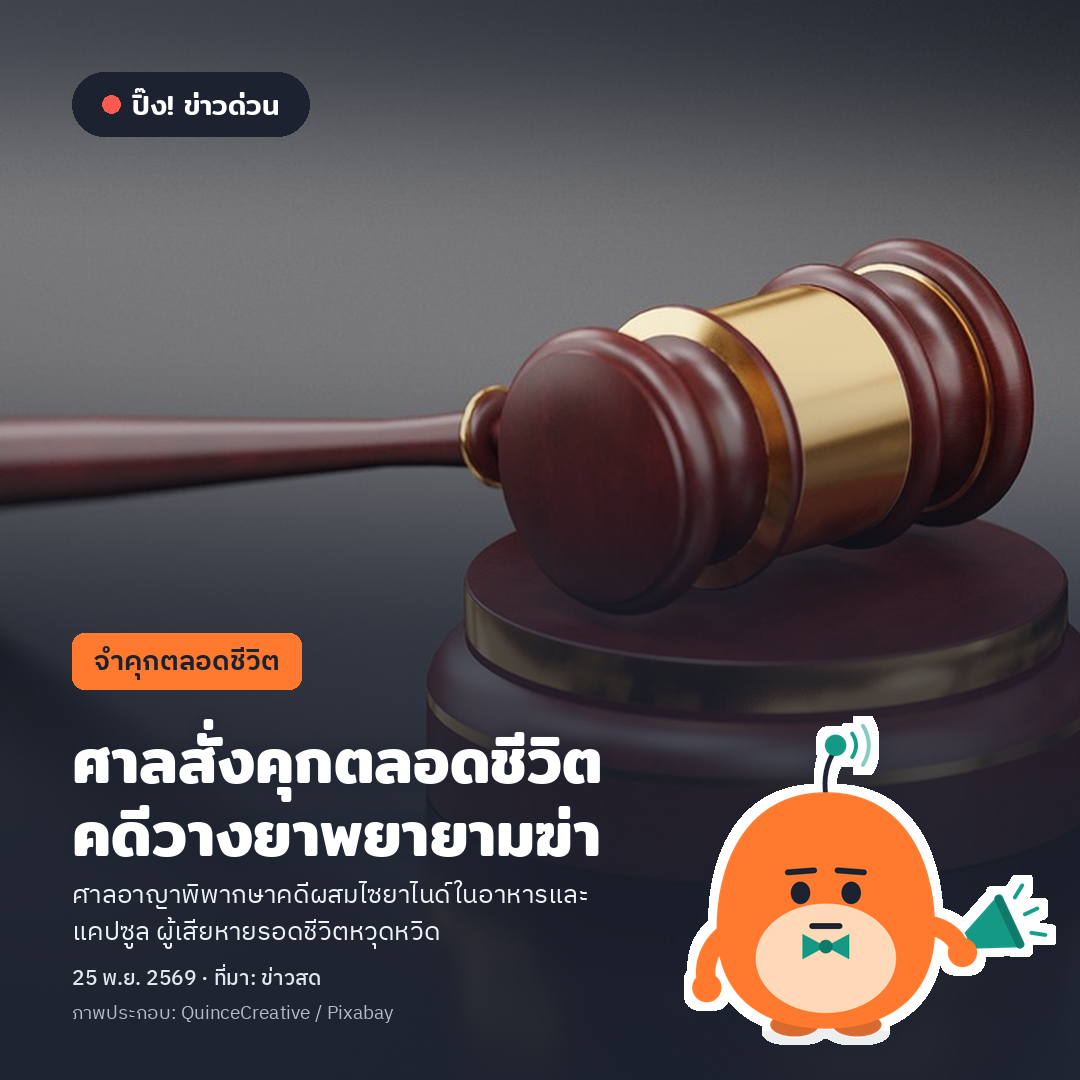 ปิ๊ง! ข่าวด่วน
จำคุกตลอดชีวิต
ศาลสั่งคุกตลอดชีวิต
คดีวางยาพยายามฆ่า
ศาลอาญาพิพากษาคดีผสมไซยาไนด์ในอาหารและ
แคปซูล ผู้เสียหายรอดชีวิตหวุดหวิด
25 พ.ย. 2569 · ที่มา: ข่าวสด
ภาพประกอบ: QuinceCreative / Pixabay